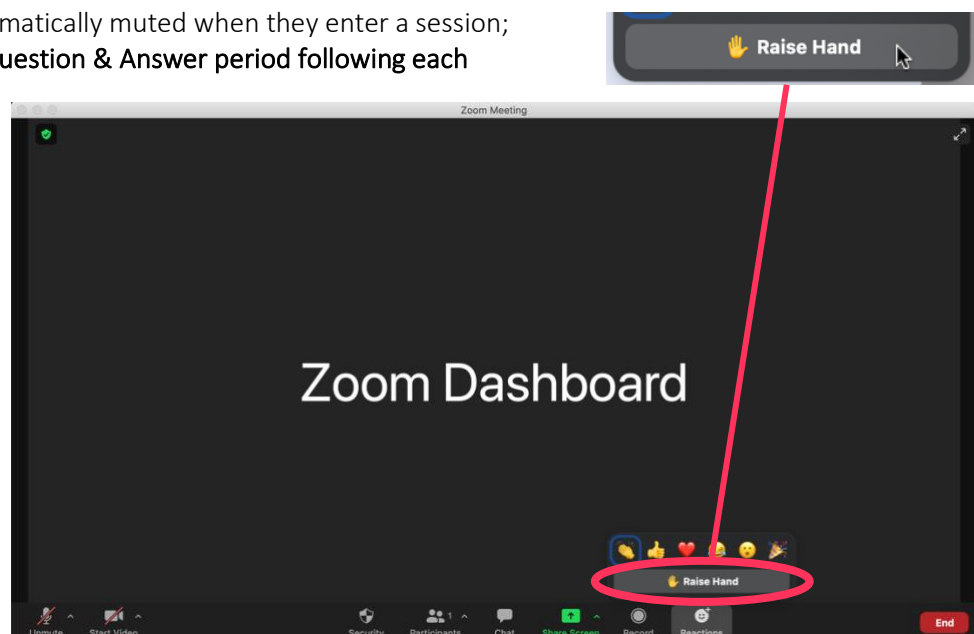 matically muted when they enter a session;
uestion & Answer period following each
Raise Hand
Zoom Meeting
Zoom Dashboard
Raise Hand
1
Unmute Start Video Security Participants Chat Share Screen Record Reactions End